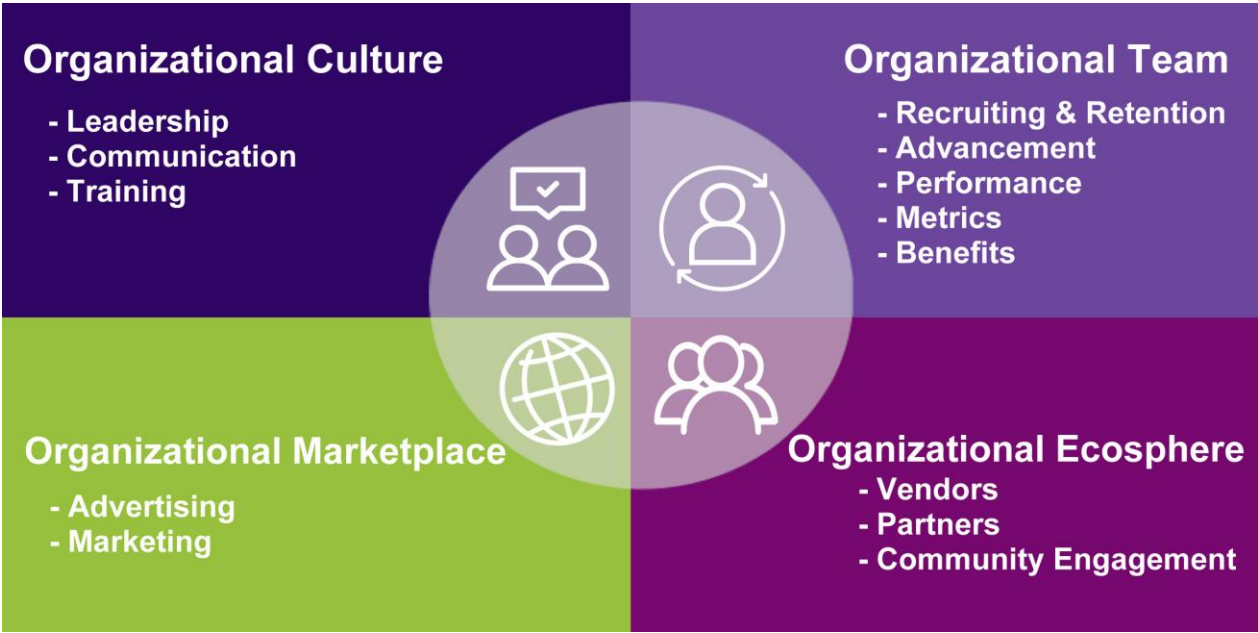 Organizational Culture
- Leadership
- Communication
- Training
Organizational Team
- Recruiting & Retention
- Advancement
- Performance
- Metrics
- Benefits
Organizational Marketplace
- Advertising
- Marketing
Organizational Ecosphere
- Vendors
- Partners
- Community Engagement